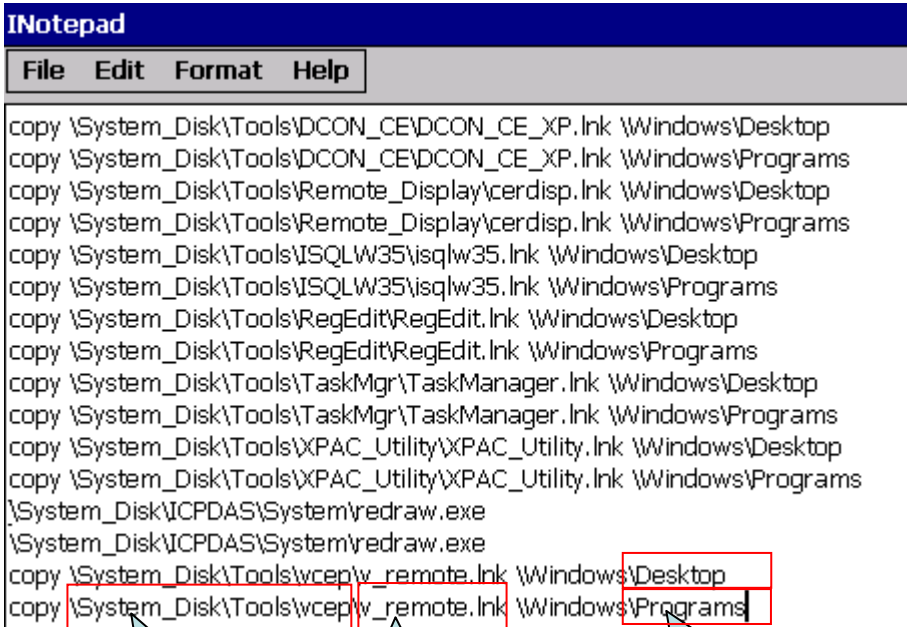 INotepad
File Edit Format Help
copy \System_Disk\Tools\DCON_CE\DCON_CE_XP.lnk \Windows\Desktop
copy \System_Disk\Tools\DCON_CE\DCON_CE_XP.lnk \Windows\Programs
copy \System_Disk\Tools\Remote_Display\cerdisp.lnk \Windows\Desktop
copy \System_Disk\Tools\Remote_Display\cerdisp.lnk \Windows\Programs
copy \System_Disk\Tools\ISQLW35\isqlw35.lnk \Windows\Desktop
copy \System_Disk\Tools\ISQLW35\isqlw35.lnk \Windows\Programs
copy \System_Disk\Tools\RegEdit\RegEdit.lnk \Windows\Desktop
copy \System_Disk\Tools\RegEdit\RegEdit.lnk \Windows\Programs
copy \System_Disk\Tools\TaskMgr\TaskManager.lnk \Windows\Desktop
copy \System_Disk\Tools\TaskMgr\TaskManager.lnk \Windows\Programs
copy \System_Disk\Tools\XPAC_Utility\XPAC_Utility.lnk \Windows\Desktop
copy \System_Disk\Tools\XPAC_Utility\XPAC_Utility.lnk \Windows\Programs
\System_Disk\ICPDAS\System\redraw.exe
\System_Disk\ICPDAS\System\redraw.exe
copy \System_Disk\Tools\vcep\v_remote.lnk \Windows\Desktop
copy \System_Disk\Tools\vcep\v_remote.lnk \Windows\Programs